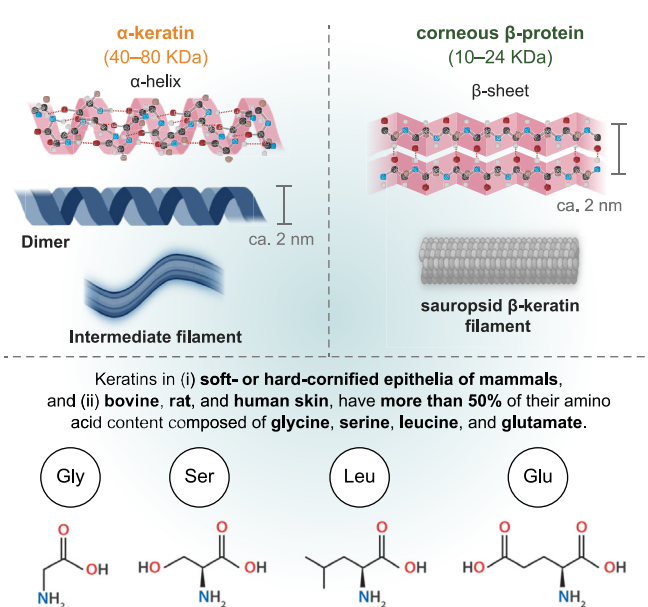 α-keratin
(40–80 KDa)
α-helix
Dimer
ca. 2 nm
Intermediate filament
corneous β-protein
(10–24 KDa)
β-sheet
ca. 2 nm
sauropsid β-keratin
filament
Keratins in (i) soft- or hard-cornified epithelia of mammals,
and (ii) bovine, rat, and human skin, have more than 50% of their amino
acid content composed of glycine, serine, leucine, and glutamate.
Gly
Ser
Leu
Glu
O
OH
NH2
O
HO
OH
NH2
O
OH
NH2
O
O
HO
OH
NH2